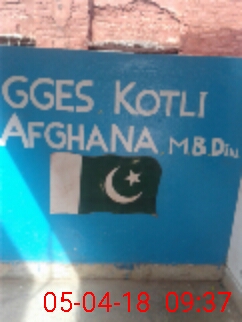 GGES KOTLI
AFGHANA M.B.DIN
05-04-18 09:37